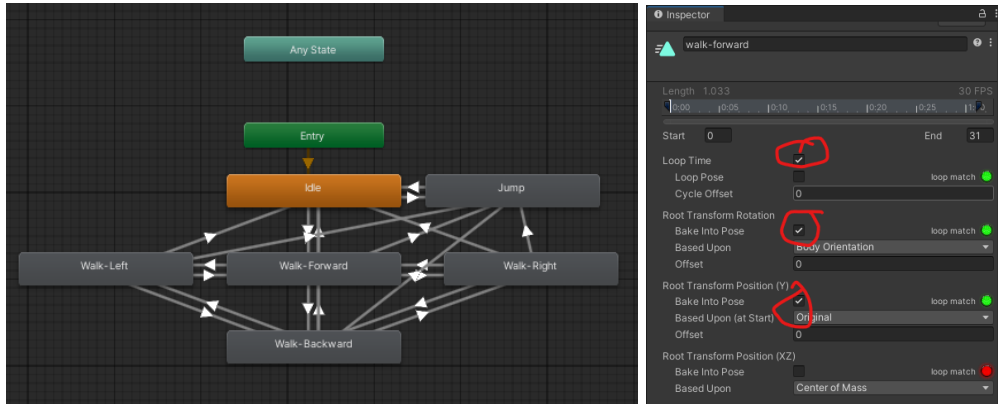 Any State
Entry
Idle
Jump
Walk-Left
Walk-Forward
Walk-Right
Walk-Backward
Inspector
walk-forward
Length 1.033
30 FPS
0:00 0:05 0:10 0:15 0:20 0:25 1:0
Start 0 End 31
Loop Time
Loop Pose loop match
Cycle Offset 0
Root Transform Rotation
Bake Into Pose loop match
Based Upon Body Orientation
Offset 0
Root Transform Position (Y)
Bake Into Pose loop match
Based Upon (at Start) Original
Offset 0
Root Transform Position (XZ)
Bake Into Pose loop match
Based Upon Center of Mass